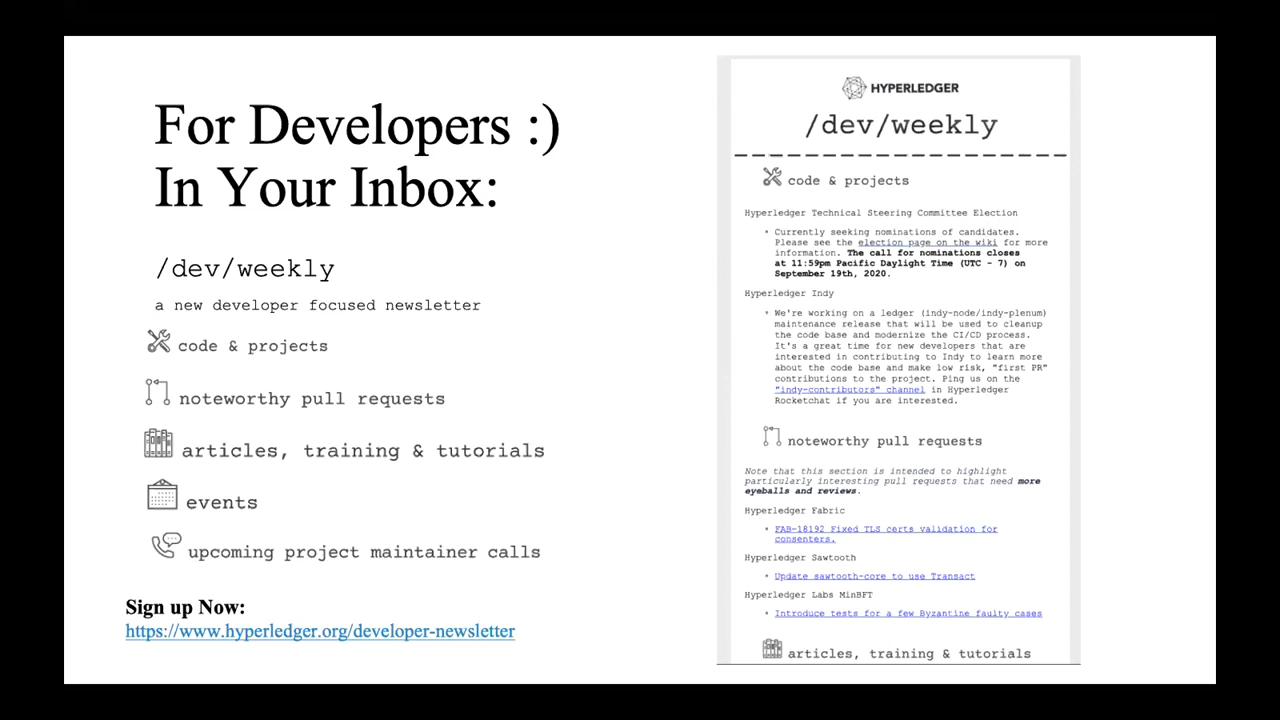 For Developers :)
In Your Inbox:
/dev/weekly
a new developer focused newsletter
code & projects
noteworthy pull requests
articles, training & tutorials
events
upcoming project maintainer calls
Sign up Now:
https://www.hyperledger.org/developer-newsletter
HYPERLEDGER
/dev/weekly
code & projects
Hyperledger Technical Steering Committee Election
• Currently seeking nominations of candidates.
Please see the election page on the wiki for more
information. The call for nominations closes
at 11:59pm Pacific Daylight Time (UTC - 7) on
September 19th, 2020.
Hyperledger Indy
• We're working on a ledger (indy-node/indy-plenum)
maintenance release that will be used to cleanup
the code base and modernize the CI/CD process.
It's a great time for new developers that are
interested in contributing to Indy to learn more
about the code base and make low risk, "first PR"
contributions to the project. Ping us on the
"indy-contributors" channel in Hyperledger
Rocketchat if you are interested.
noteworthy pull requests
Note that this section is intended to highlight
particularly interesting pull requests that need more
eyeballs and reviews.
Hyperledger Fabric
• FAB-18192 Fixed TLS certs validation for
consenters.
Hyperledger Sawtooth
• Update sawtooth-core to use Transact
Hyperledger Labs MinBFT
• Introduce tests for a few Byzantine faulty cases
articles, training & tutorials